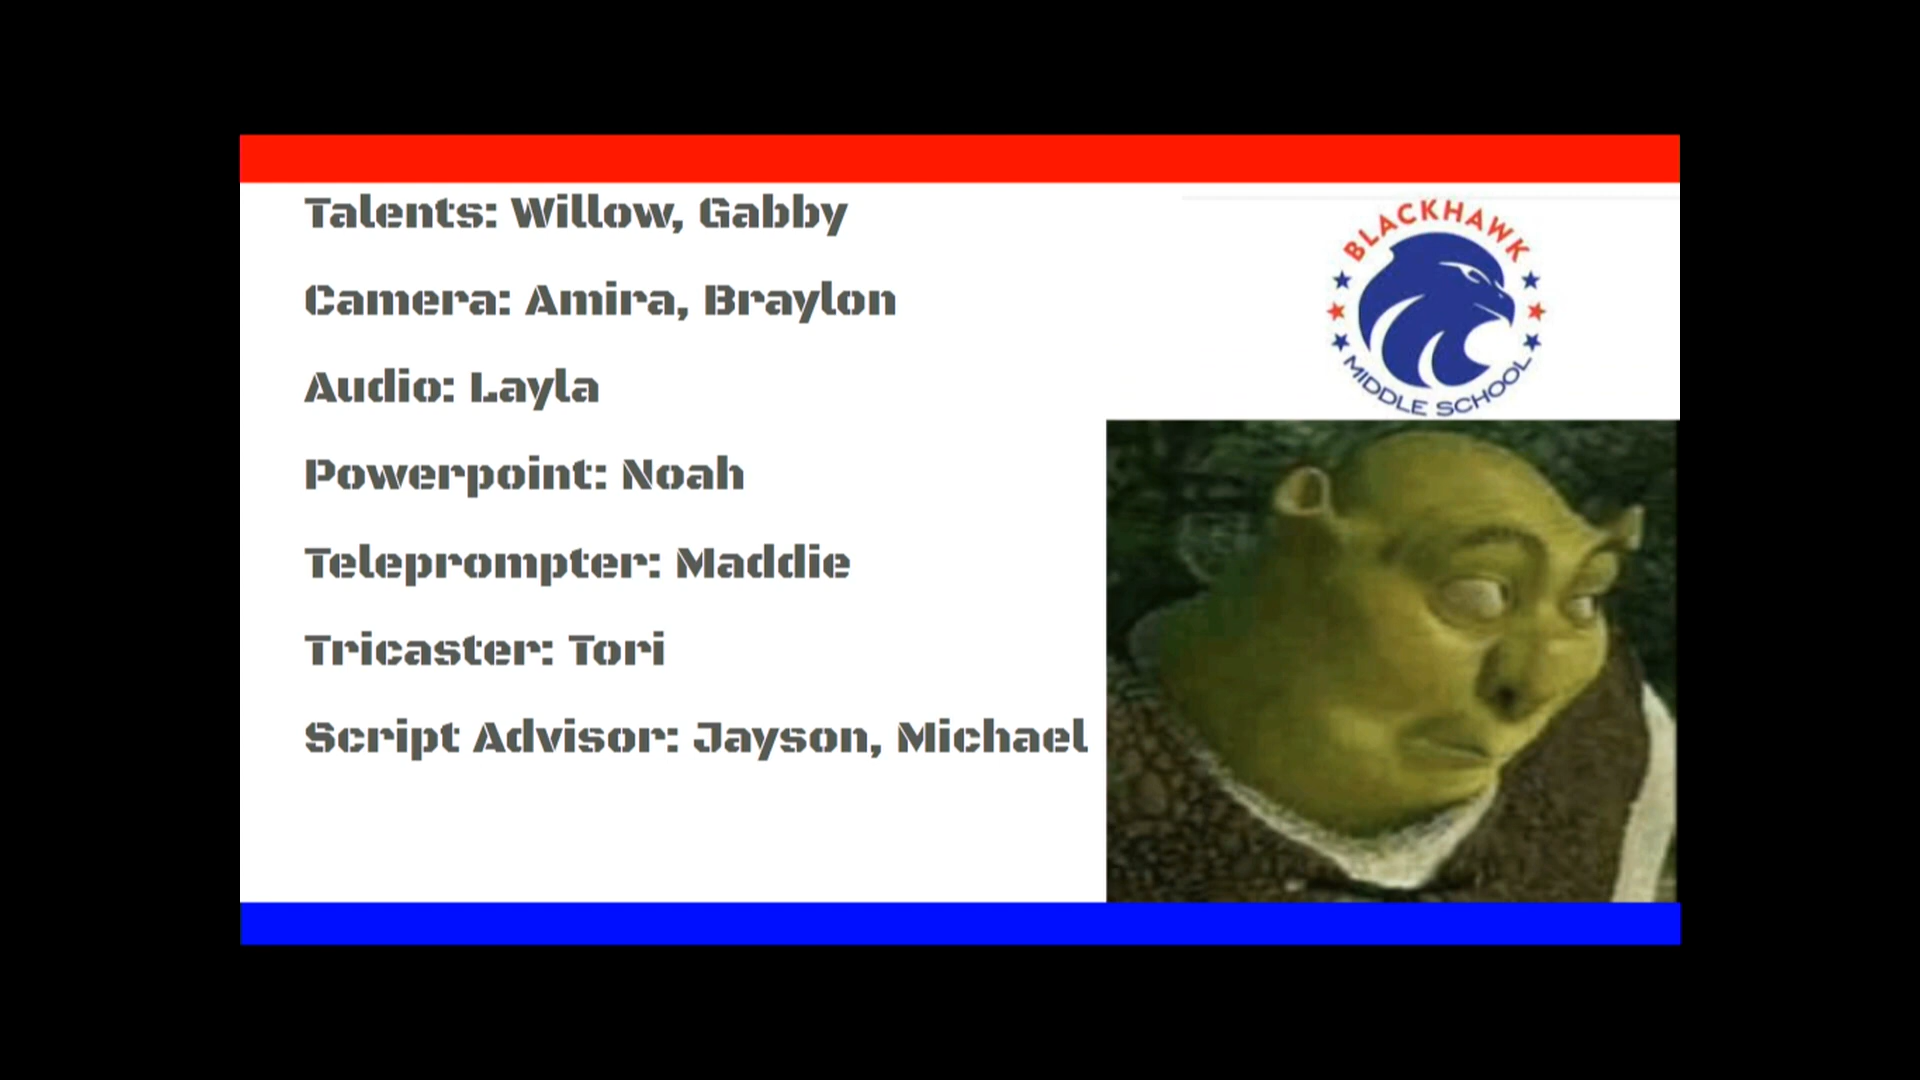 Talents: Willow, Gabby
Camera: Amira, Braylon
Audio: Layla
Powerpoint: Noah
Teleprompter: Maddie
Tricaster: Tori
Script Advisor: Jayson, Michael
BLACKHAWK
MIDDLE SCHOOL